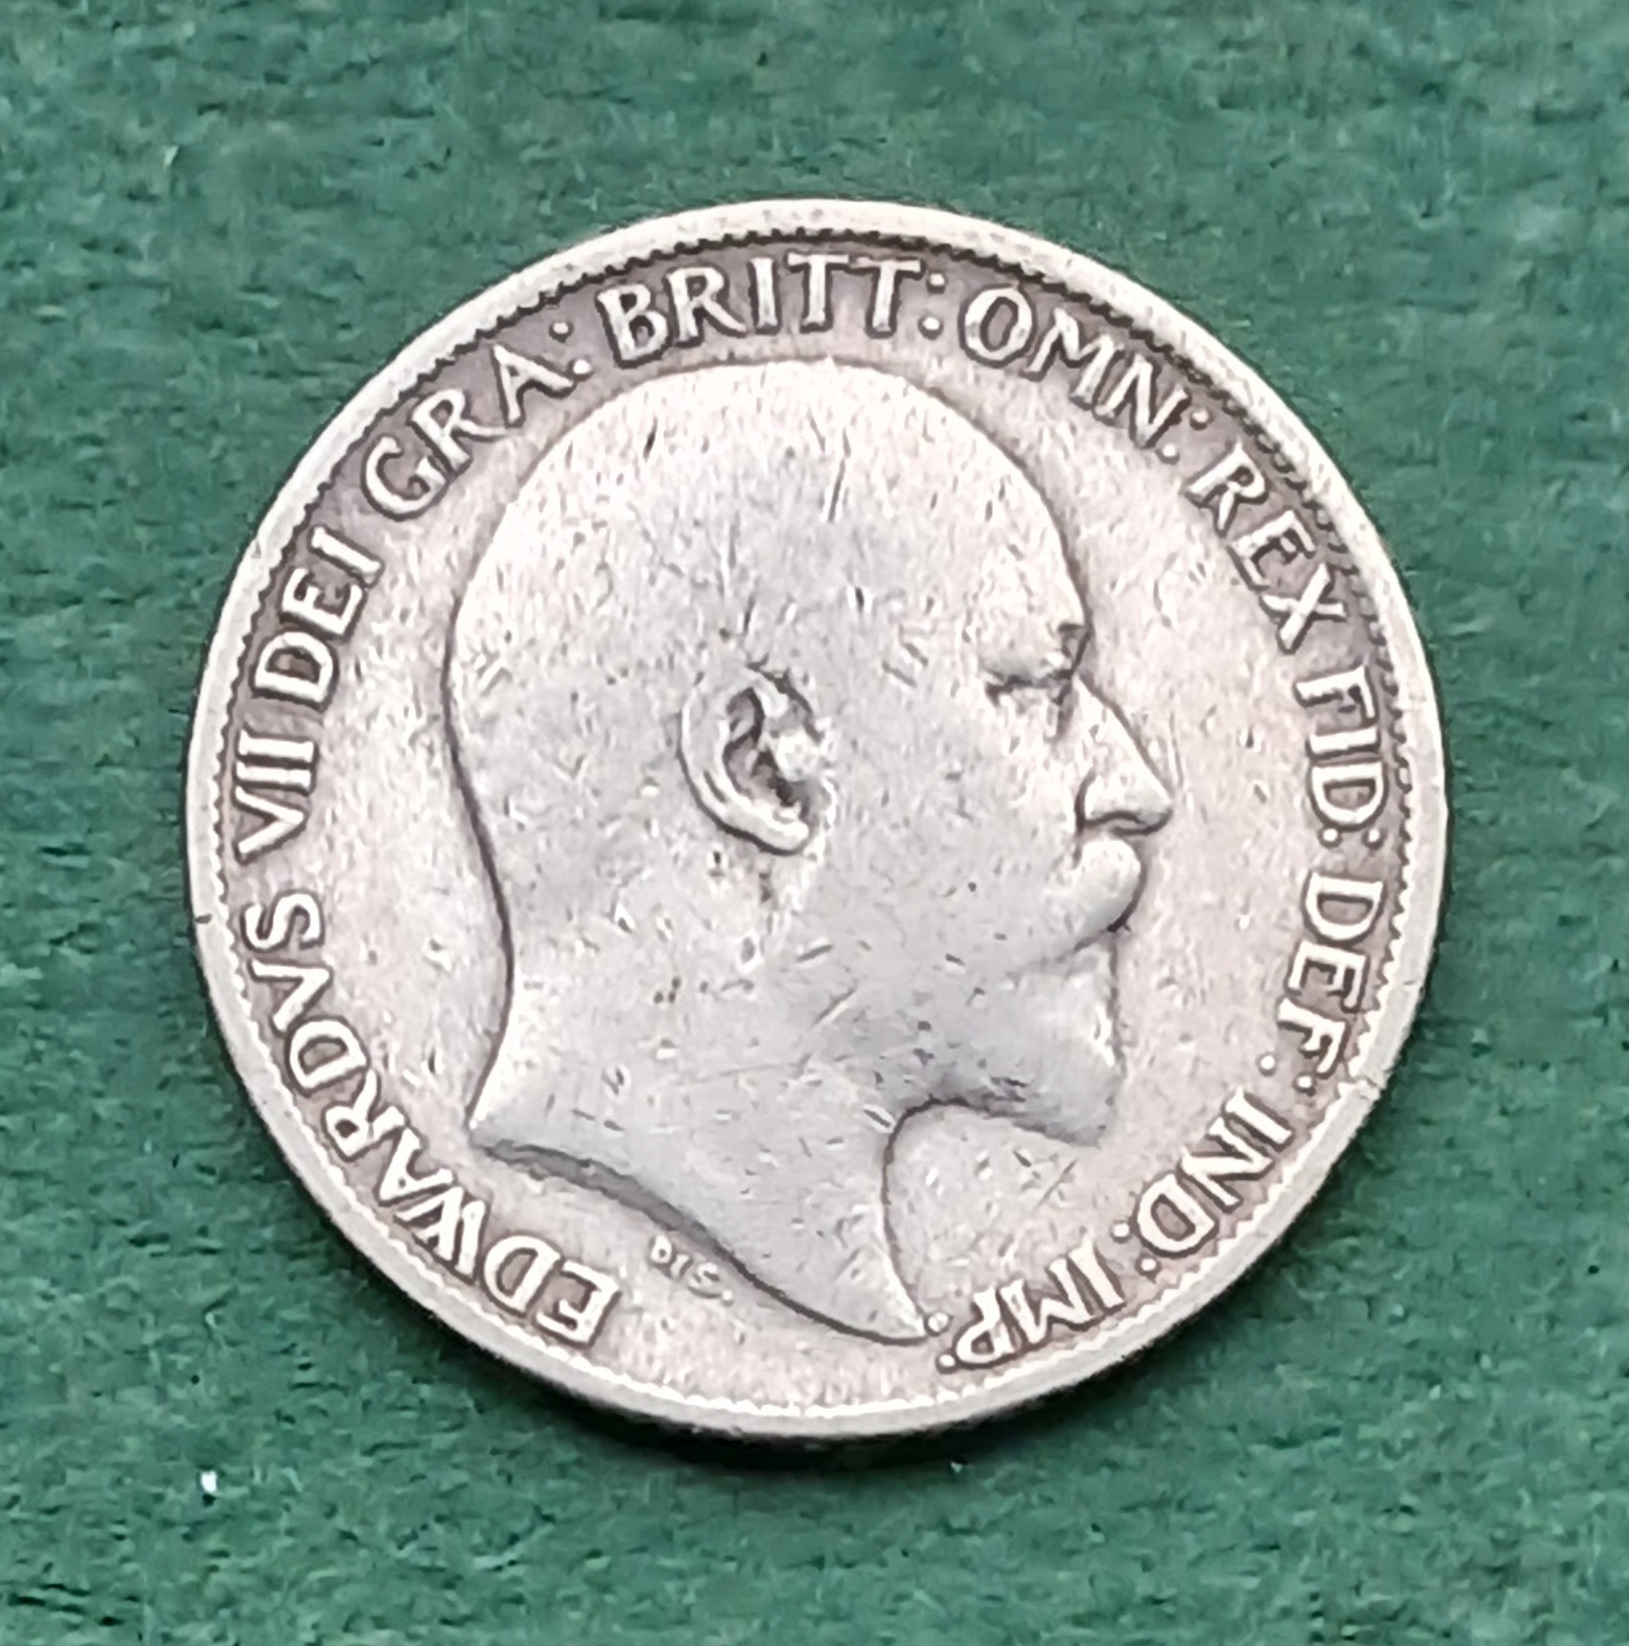 EDWARDVS VII DEI GRA: BRITT: OMN: REX FID: DEF: IND: IMP:
DES.